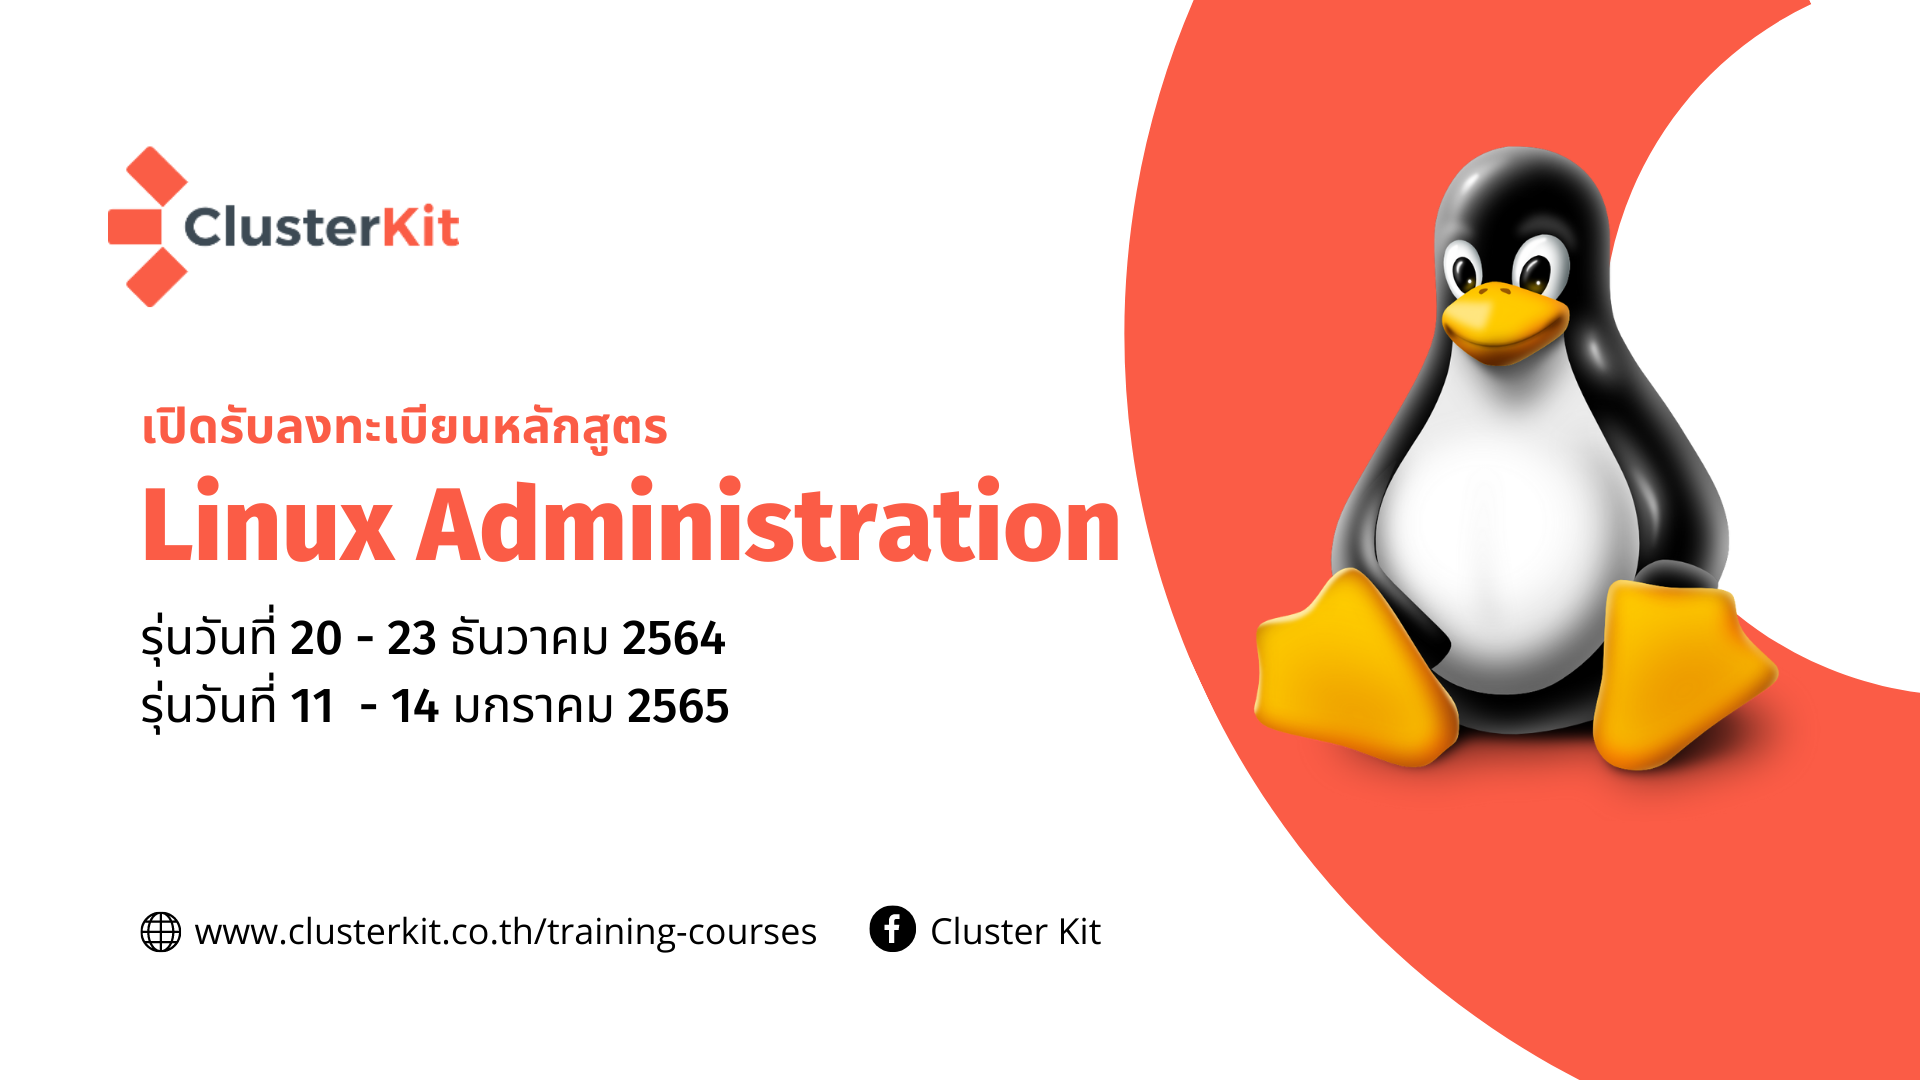 ClusterKit
เปิดรับลงทะเบียนหลักสูตร
Linux Administration
รุ่นวันที่ 20 - 23 ธันวาคม 2564
รุ่นวันที่ 11 - 14 มกราคม 2565
www.clusterkit.co.th/training-courses
Cluster Kit